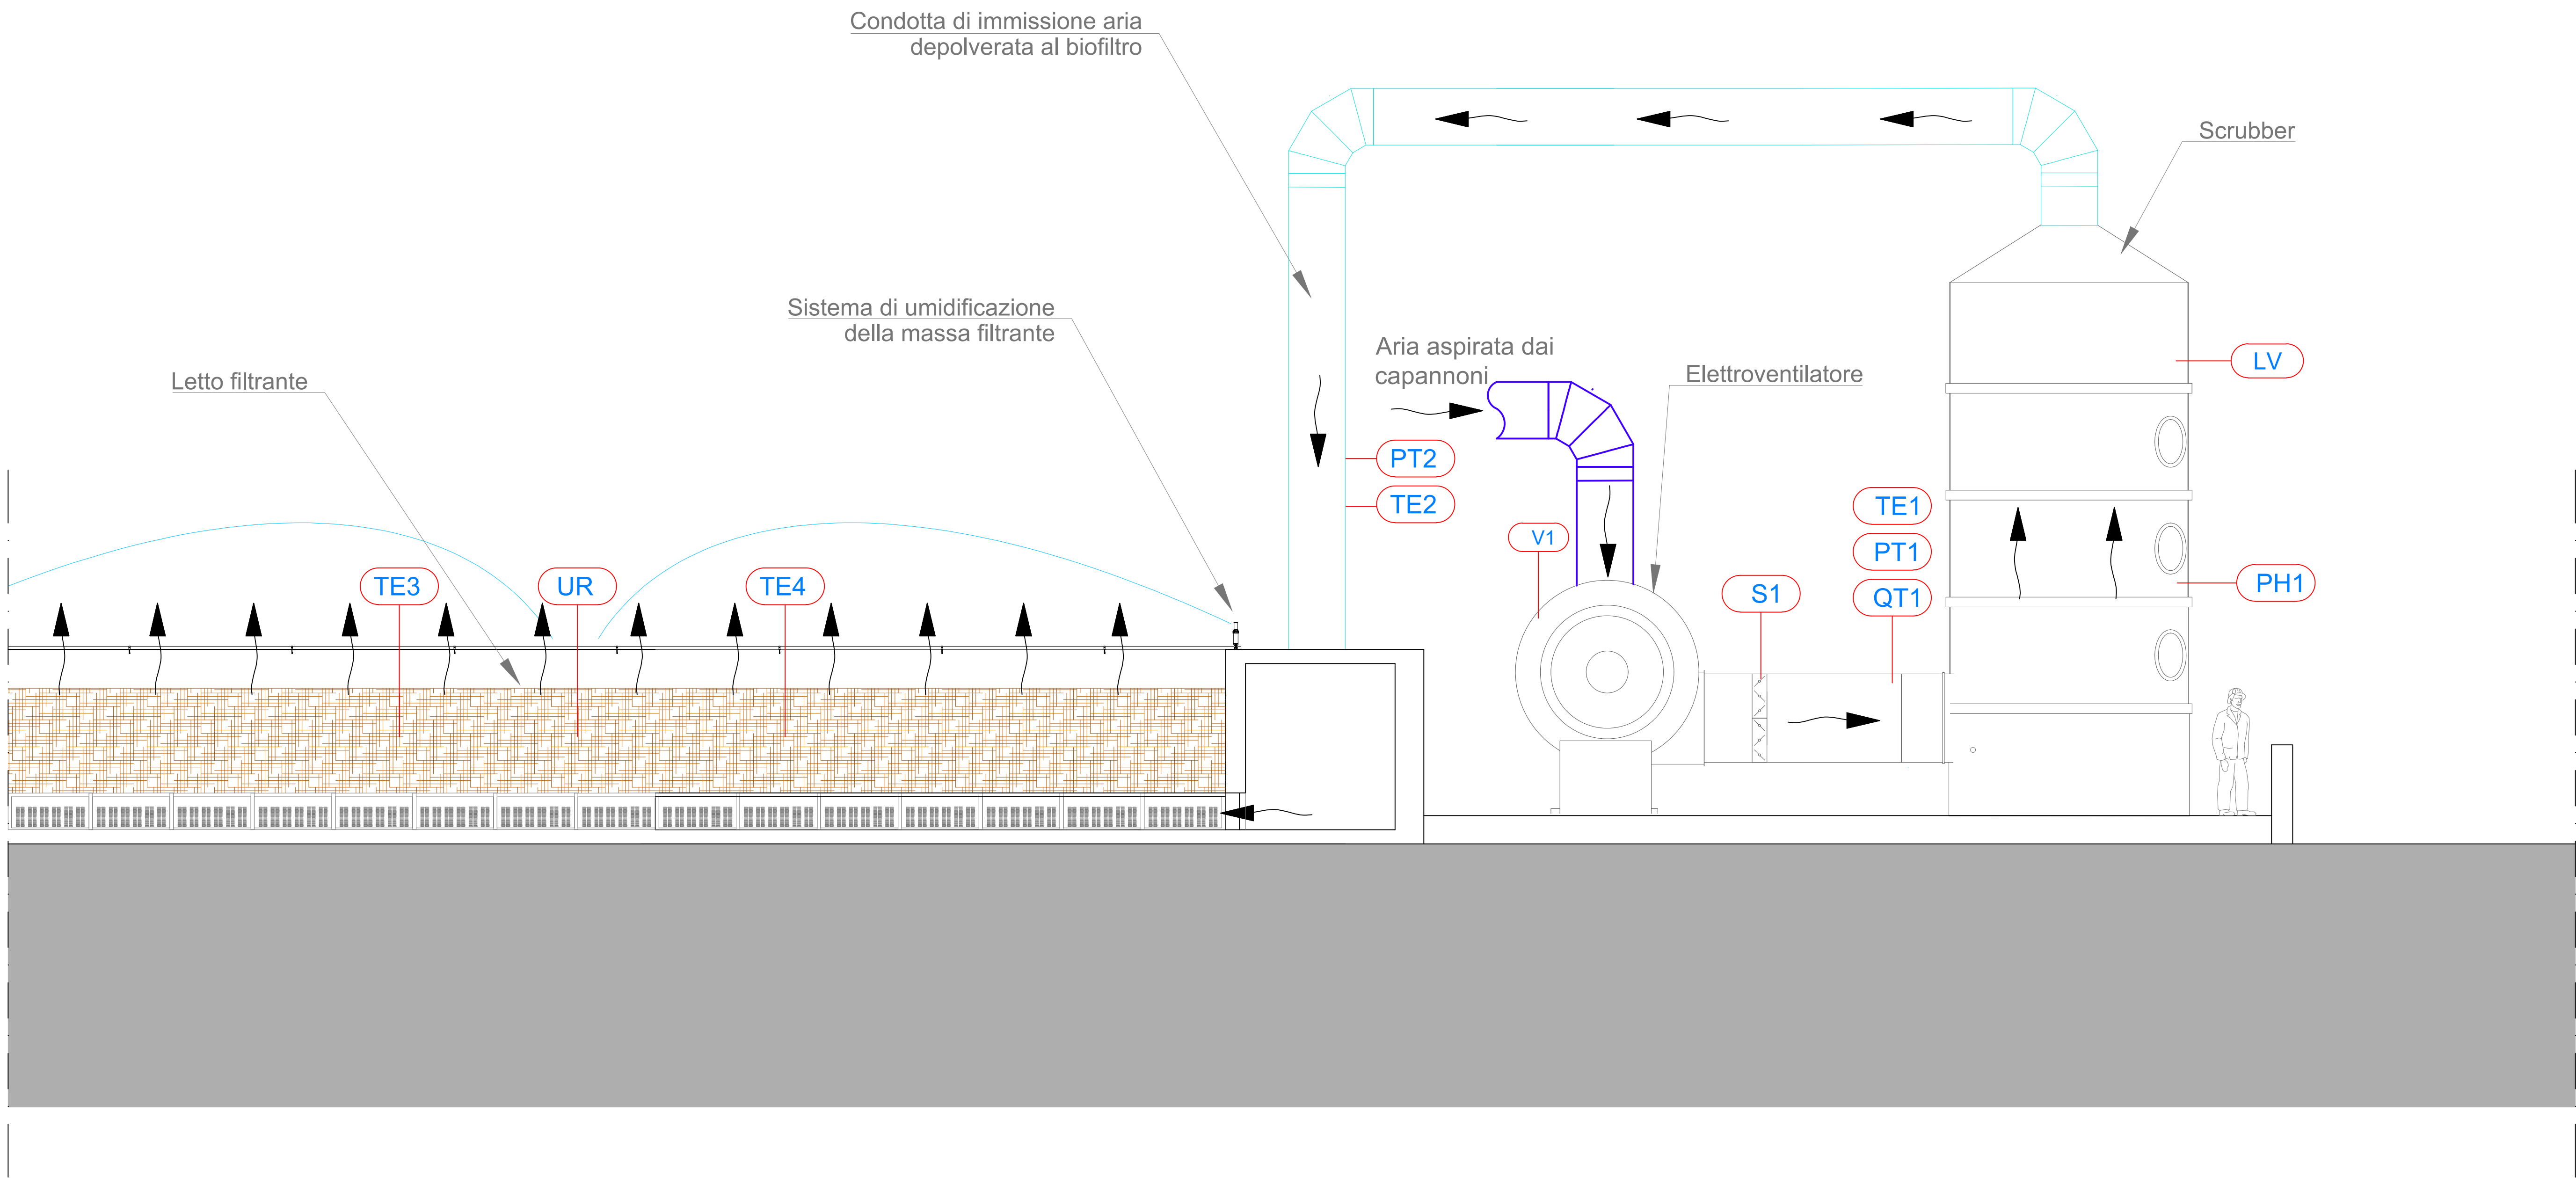 Condotta di immissione aria
depolverata al biofiltro
Scrubber
Sistema di umidificazione
della massa filtrante
Aria aspirata dai
capannoni
LV
Elettroventilatore
Letto filtrante
PT2
TE2
TE1
V1
PT1
TE3
UR
TE4
S1
QT1
PH1